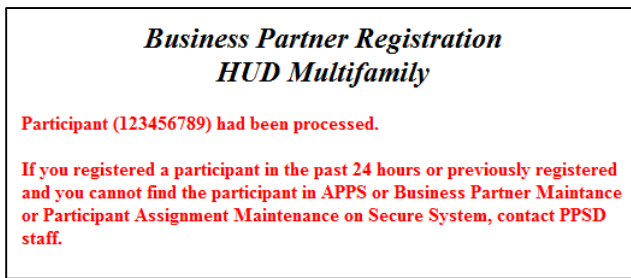 Business Partner Registration
HUD Multifamily
Participant (123456789) had been processed.
If you registered a participant in the past 24 hours or previously registered
and you cannot find the participant in APPS or Business Partner Maintance
or Participant Assignment Maintenance on Secure System, contact PPSD
staff.